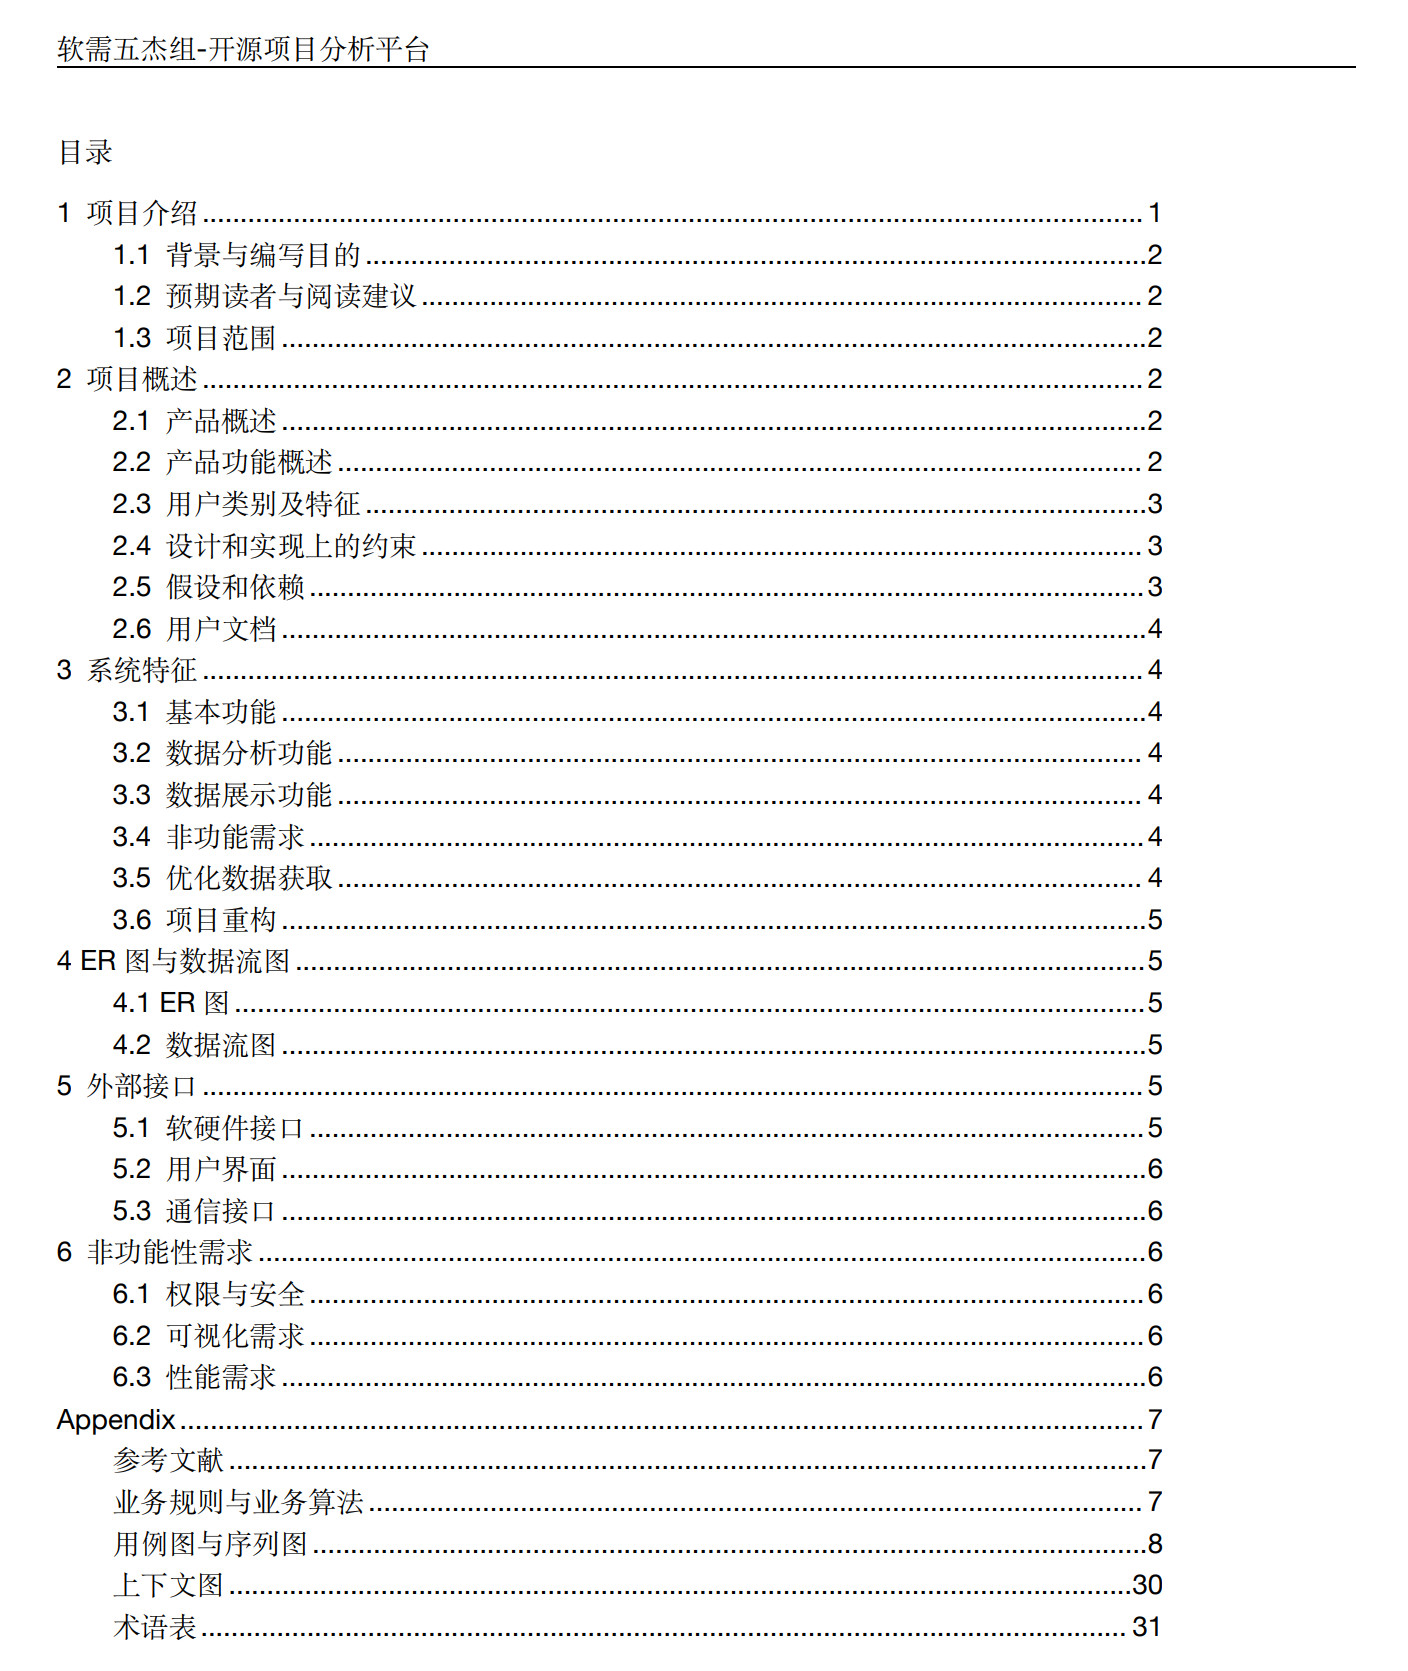 软需五杰组-开源项目分析平台
目录
1 项目介绍 1
1.1 背景与编写目的 2
1.2 预期读者与阅读建议 2
1.3 项目范围 2
2 项目概述 2
2.1 产品概述 2
2.2 产品功能概述 2
2.3 用户类别及特征 3
2.4 设计和实现上的约束 3
2.5 假设和依赖 3
2.6 用户文档 4
3 系统特征 4
3.1 基本功能 4
3.2 数据分析功能 4
3.3 数据展示功能 4
3.4 非功能需求 4
3.5 优化数据获取 4
3.6 项目重构 5
4 ER 图与数据流图 5
4.1 ER 图 5
4.2 数据流图 5
5 外部接口 5
5.1 软硬件接口 5
5.2 用户界面 6
5.3 通信接口 6
6 非功能性需求 6
6.1 权限与安全 6
6.2 可视化需求 6
6.3 性能需求 6
Appendix 7
参考文献 7
业务规则与业务算法 7
用例图与序列图 8
上下文图 30
术语表 31